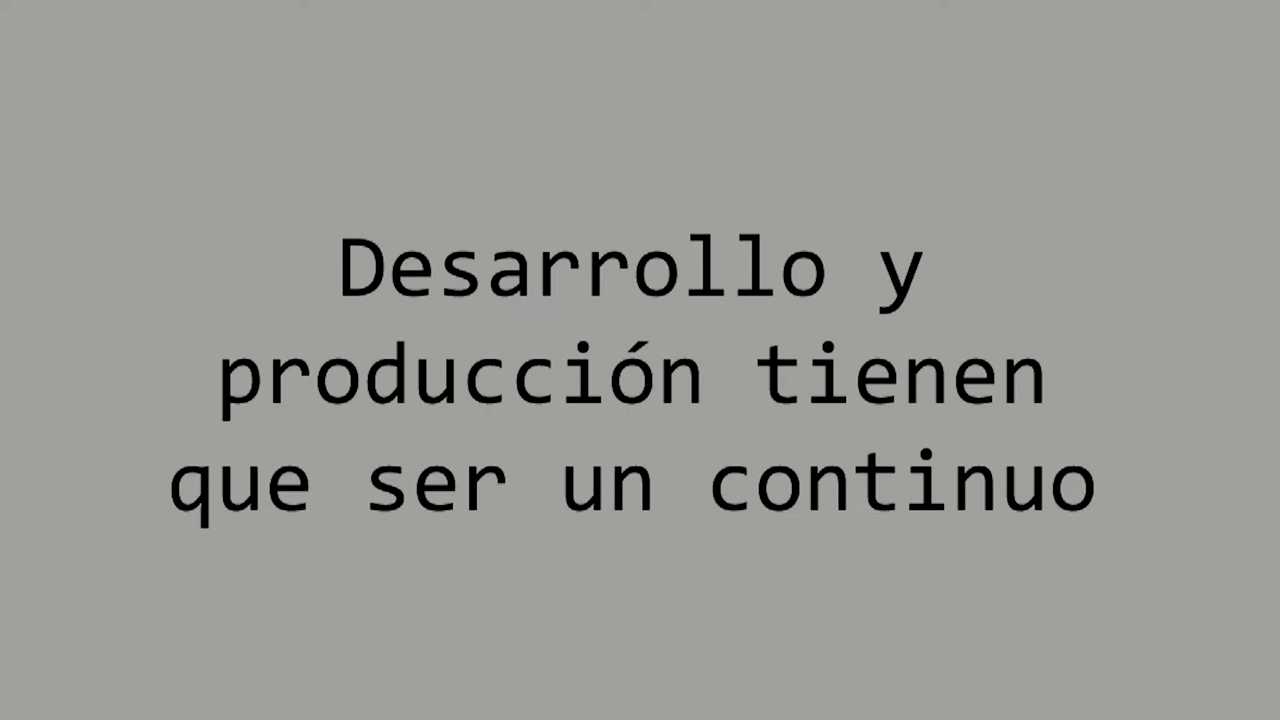 Desarrollo y
producción tienen
que ser un continuo